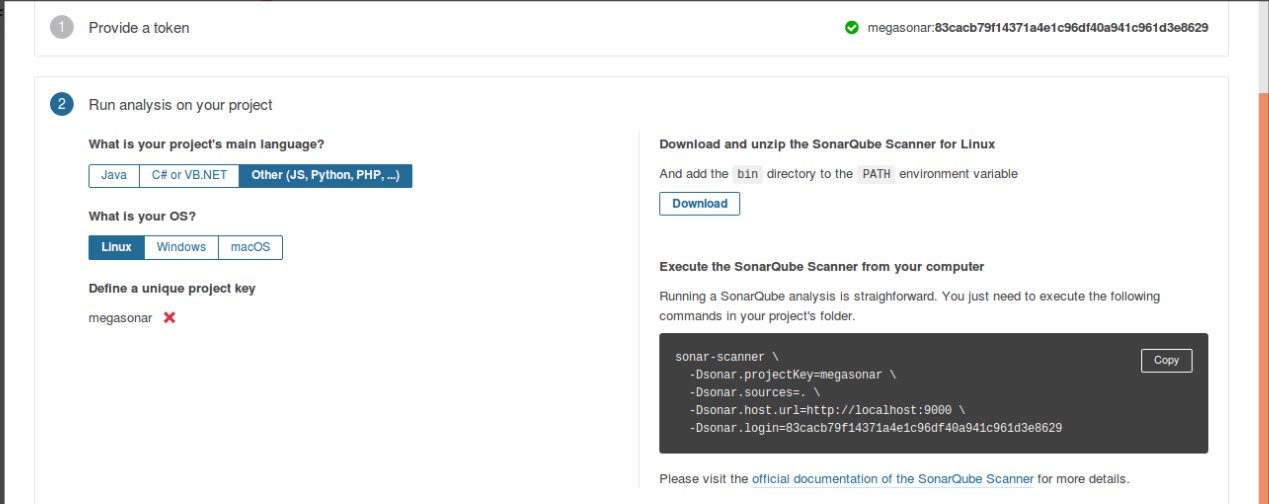 1 Provide a token megasonar:83cacb79f14371a4e1c96df40a941c961d3e8629
2 Run analysis on your project
What is your project's main language?
Java C# or VB.NET Other (JS, Python, PHP, ...)
What is your OS?
Linux Windows macOS
Define a unique project key
megasonar
Download and unzip the SonarQube Scanner for Linux
And add the bin directory to the PATH environment variable
Download
Execute the SonarQube Scanner from your computer
Running a SonarQube analysis is straighforward. You just need to execute the following
commands in your project's folder.
Copy
sonar-scanner \
-Dsonar.projectKey=megasonar \
-Dsonar.sources=. \
-Dsonar.host.url=http://localhost:9000 \
-Dsonar.login=83cacb79f14371a4e1c96df40a941c961d3e8629
Please visit the official documentation of the SonarQube Scanner for more details.